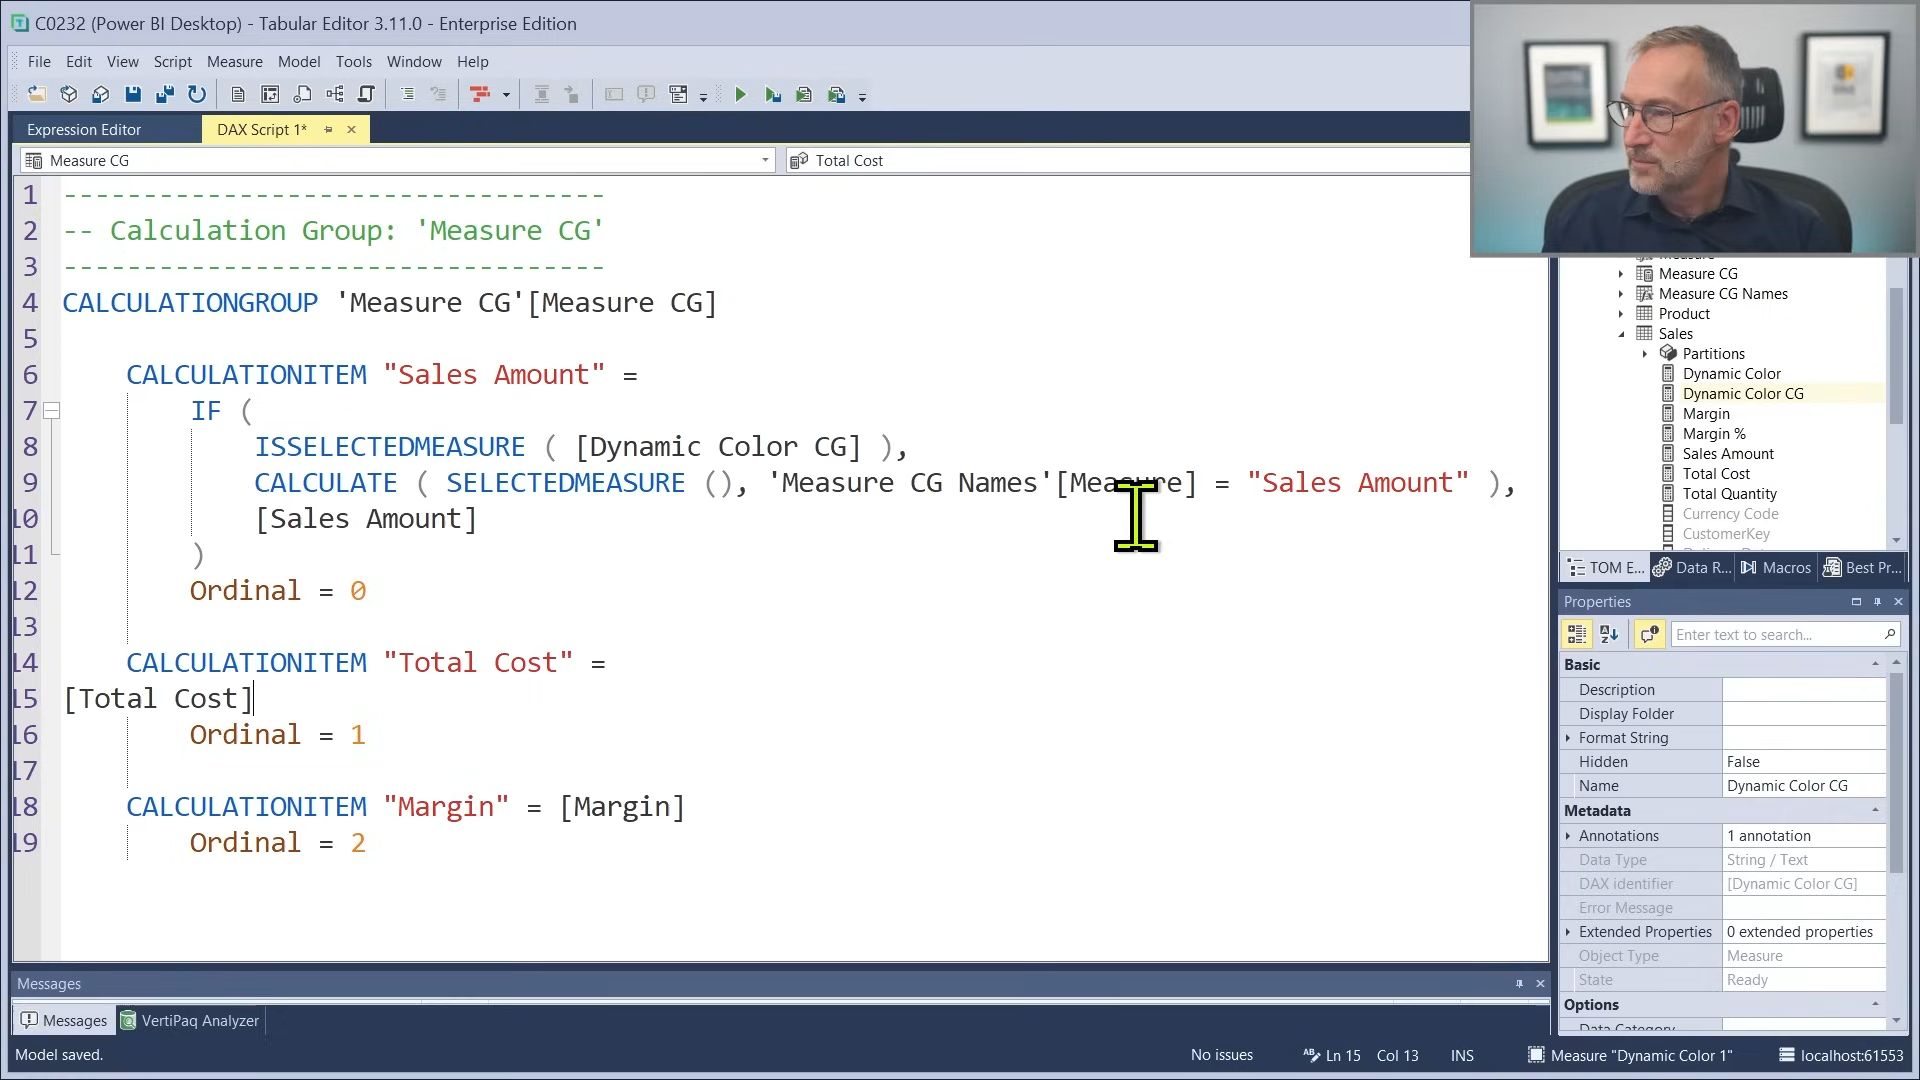 C0232 (Power BI Desktop) - Tabular Editor 3.11.0 - Enterprise Edition
File Edit View Script Measure Model Tools Window Help
Expression Editor DAX Script 1*
Measure CG Total Cost
1 ----------------------------------
2 -- Calculation Group: 'Measure CG'
3 ----------------------------------
4 CALCULATIONGROUP 'Measure CG'[Measure CG]
5
6 CALCULATIONITEM "Sales Amount" =
7 IF (
8 ISSELECTEDMEASURE ( [Dynamic Color CG] ),
9 CALCULATE ( SELECTEDMEASURE (), 'Measure CG Names'[Measure] = "Sales Amount" ),
10 [Sales Amount]
11 )
12 Ordinal = 0
13
14 CALCULATIONITEM "Total Cost" =
15 [Total Cost]
16 Ordinal = 1
17
18 CALCULATIONITEM "Margin" = [Margin]
19 Ordinal = 2
Measure CG
Measure CG Names
Product
Sales
Partitions
Dynamic Color
Dynamic Color CG
Margin
Margin %
Sales Amount
Total Cost
Total Quantity
Currency Code
CustomerKey
TOM E... Data R... Macros Best Pr...
Properties
Enter text to search...
Basic
Description
Display Folder
Format String
Hidden False
Name Dynamic Color CG
Metadata
Annotations 1 annotation
Data Type String / Text
DAX identifier [Dynamic Color CG]
Error Message
Extended Properties 0 extended properties
Object Type Measure
State Ready
Options
Data Category
Messages
Messages VertiPaq Analyzer
Model saved. No issues Ln 15 Col 13 INS Measure "Dynamic Color 1" localhost:61553